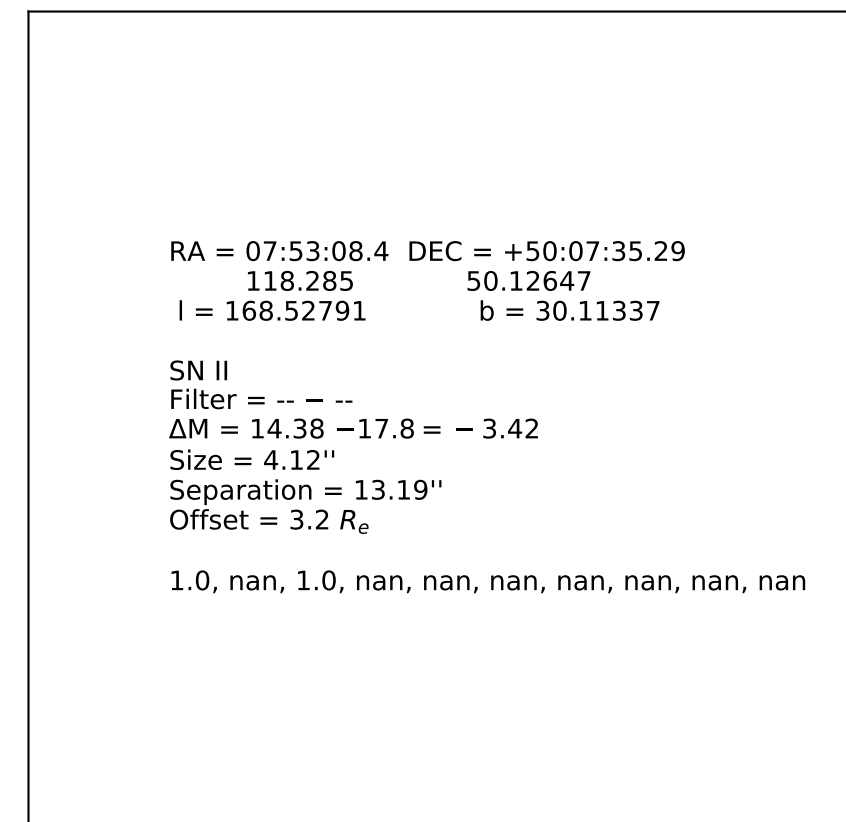 RA = 07:53:08.4 DEC = +50:07:35.29
118.285 50.12647
l = 168.52791 b = 30.11337
SN II
Filter = -- − --
ΔM = 14.38 −17.8 = − 3.42
Size = 4.12''
Separation = 13.19''
Offset = 3.2 Rₑ
1.0, nan, 1.0, nan, nan, nan, nan, nan, nan, nan